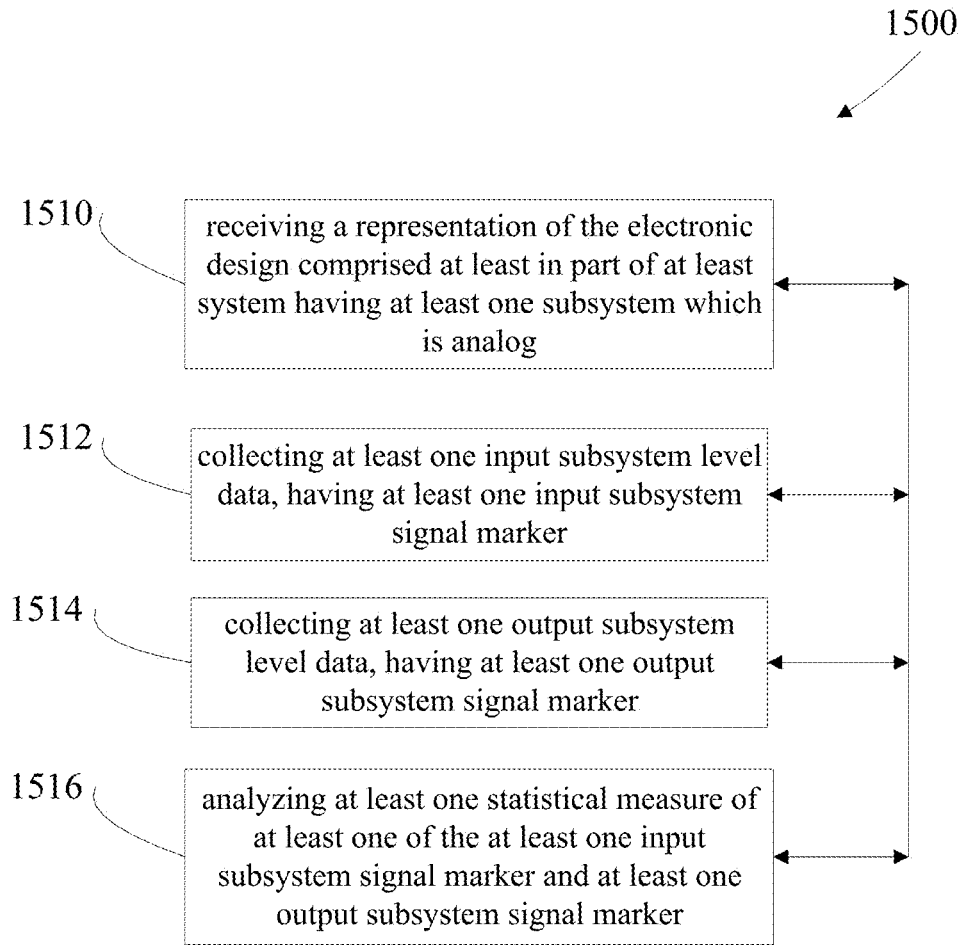 1500
1510
receiving a representation of the electronic
design comprised at least in part of at least
system having at least one subsystem which
is analog
1512
collecting at least one input subsystem level
data, having at least one input subsystem
signal marker
1514
collecting at least one output subsystem
level data, having at least one output
subsystem signal marker
1516
analyzing at least one statistical measure of
at least one of the at least one input
subsystem signal marker and at least one
output subsystem signal marker